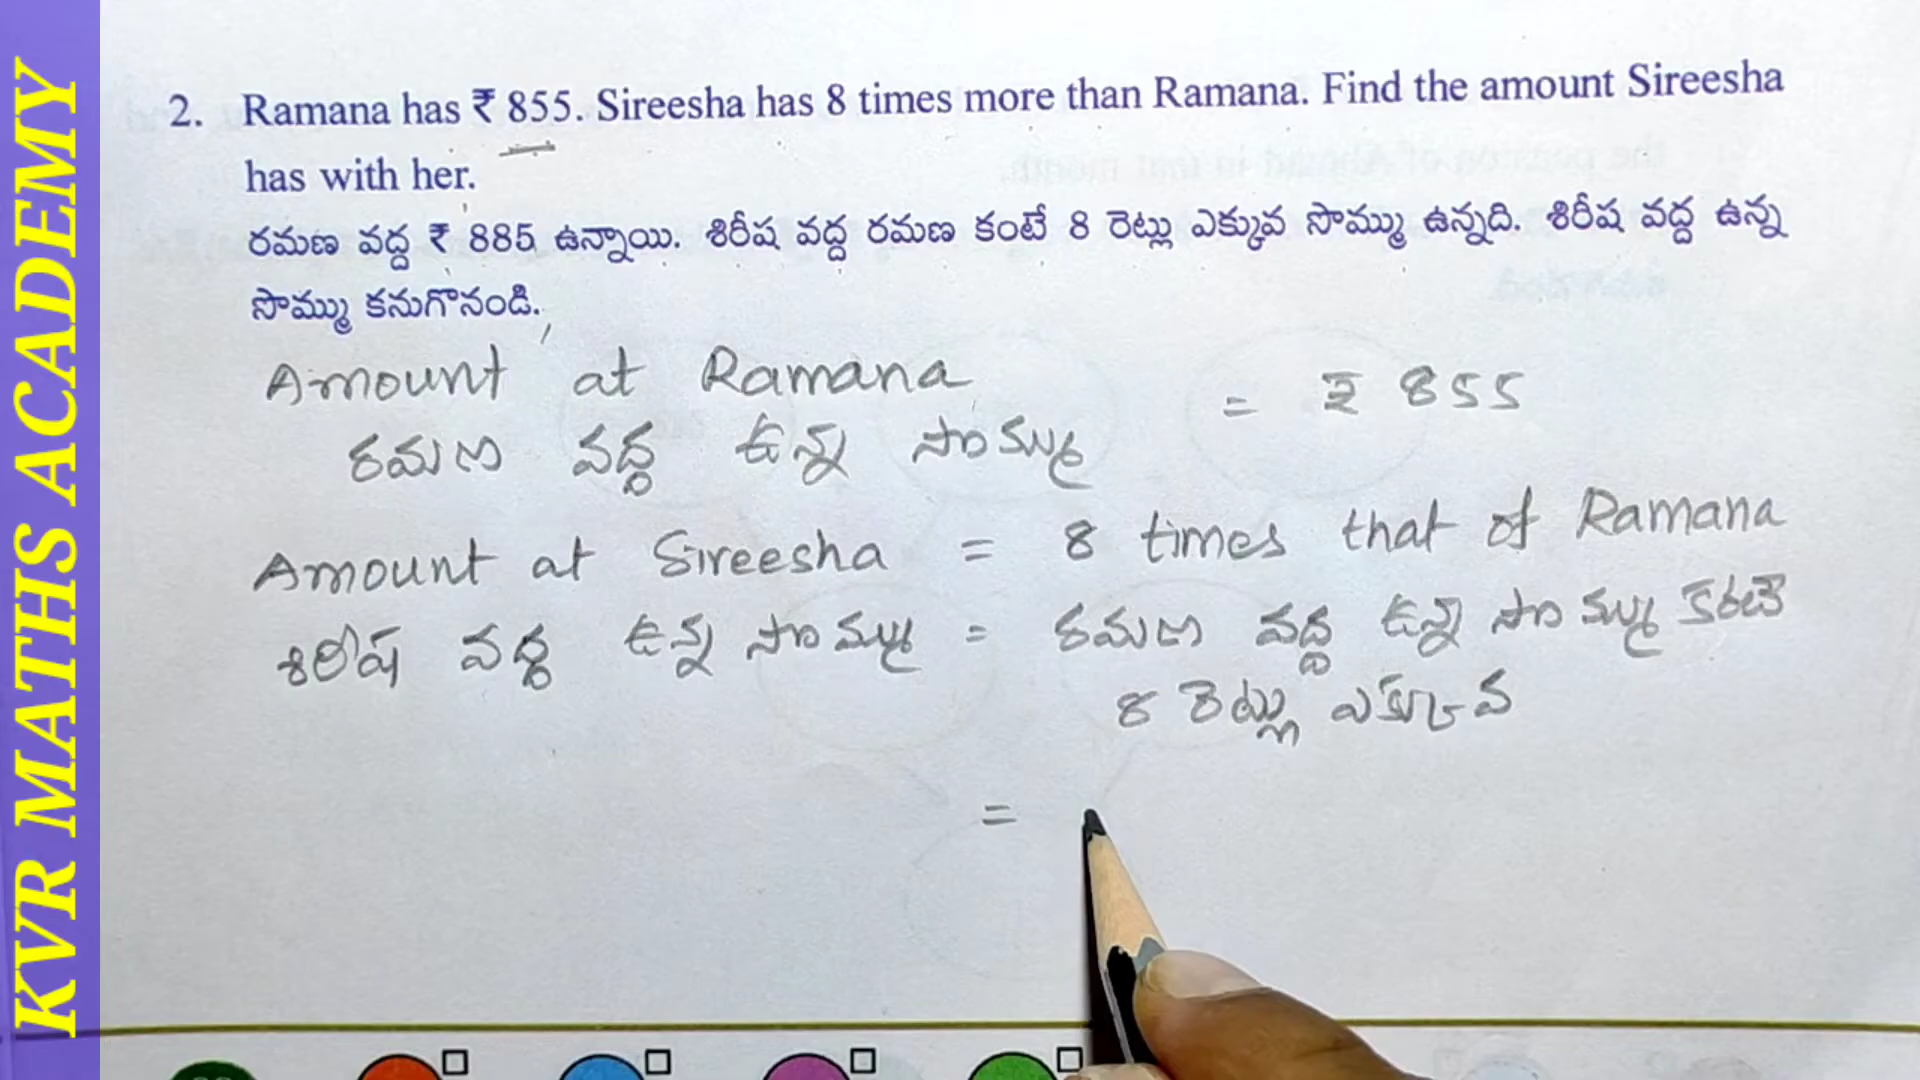 KVR MATHS ACADEMY
2. Ramana has ₹ 855. Sireesha has 8 times more than Ramana. Find the amount Sireesha
has with her.
రమణ వద్ద ₹ 885 ఉన్నాయి. శిరీష వద్ద రమణ కంటే 8 రెట్లు ఎక్కువ సొమ్ము ఉన్నది. శిరీష వద్ద ఉన్న
సొమ్ము కనుగొనండి.
Amount at Ramana = ₹ 855
రమణ వద్ద ఉన్న సొమ్ము
Amount at Sireesha = 8 times that of Ramana
శిరీష వద్ద ఉన్న సొమ్ము = రమణ వద్ద ఉన్న సొమ్ము కంటే
8 రెట్లు ఎక్కువ
=